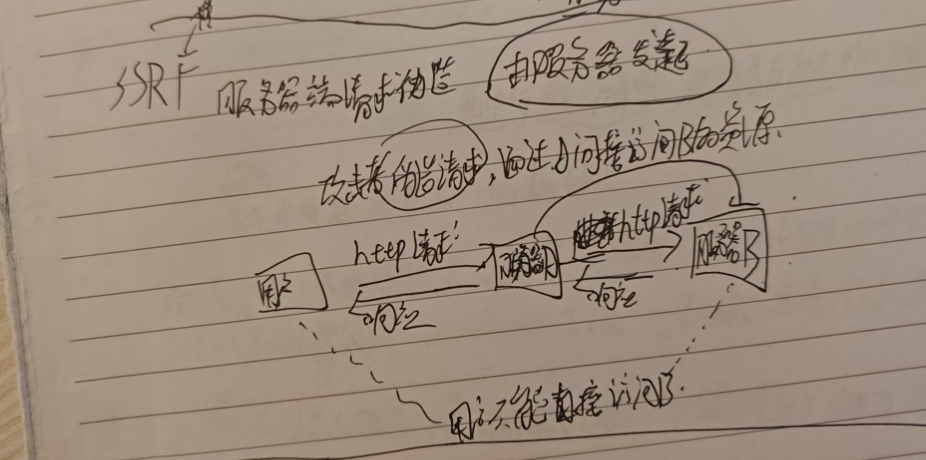 SSRF 服务器端请求伪造 由服务器发起
攻击者伪造请求，通过A间接访问B的资源.
http请求 http请求
用户 服务器A 服务器B
响应 响应
用户不能直接访问B.